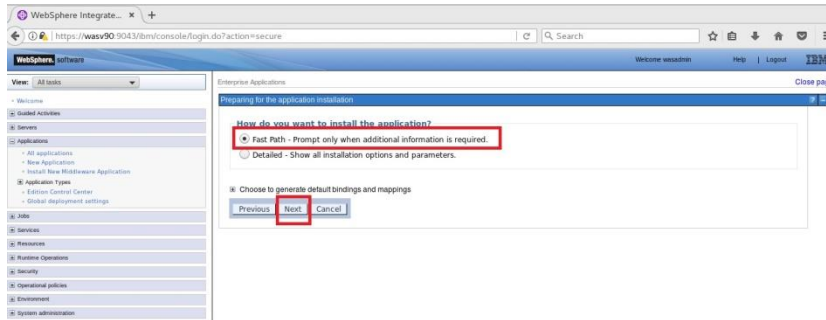 WebSphere Integrate... × +
https://wasv90:9043/ibm/console/login.do?action=secure
Search
WebSphere. software
Welcome wasadmin
Help | Logout
IBM
View: All tasks
Enterprise Applications
Close pa
Welcome
Guided Activities
Servers
Applications
All applications
New Application
Install New Middleware Application
Application Types
Edition Control Center
Global deployment settings
Jobs
Services
Resources
Runtime Operations
Security
Operational policies
Environment
System administration
Preparing for the application installation
How do you want to install the application?
Fast Path - Prompt only when additional information is required.
Detailed - Show all installation options and parameters.
Choose to generate default bindings and mappings
Previous Next Cancel